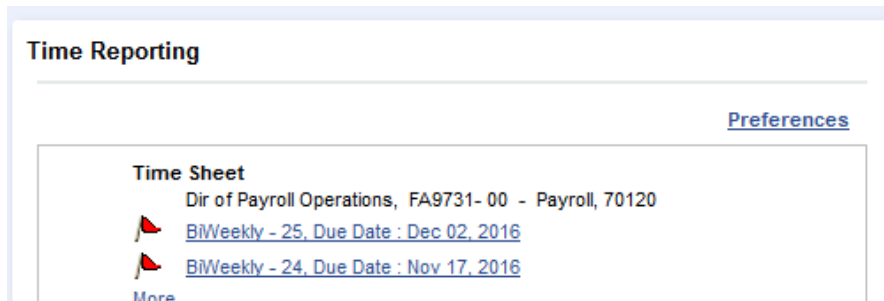 Time Reporting
Preferences
Time Sheet
Dir of Payroll Operations, FA9731- 00 - Payroll, 70120
BiWeekly - 25, Due Date : Dec 02, 2016
BiWeekly - 24, Due Date : Nov 17, 2016
More